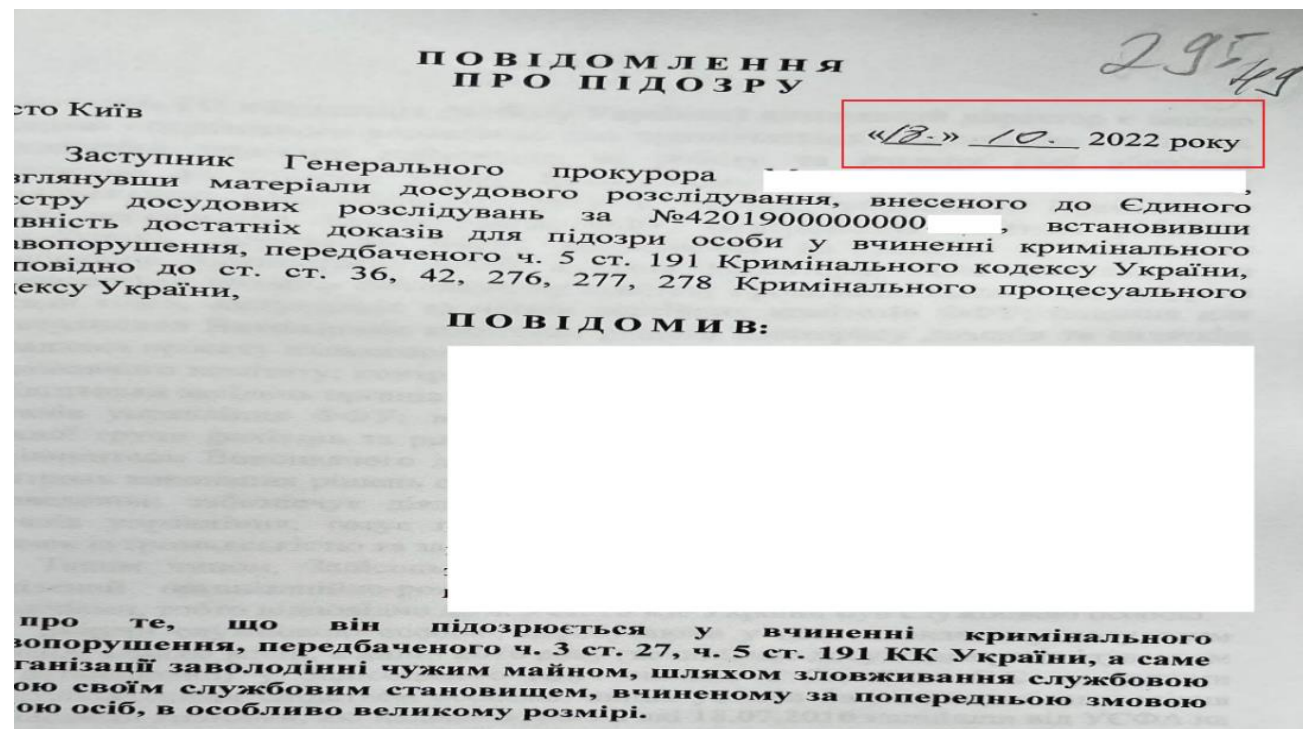 295
49
ПОВІДОМЛЕННЯ
ПРО ПІДОЗРУ
сто Київ
«13.» 10. 2022 року
Заступник Генерального прокурора
зглянувши матеріали досудового розслідування, внесеного до Єдиного
єстру досудових розслідувань за №4201900000000 , встановивши
явність достатніх доказів для підозри особи у вчиненні кримінального
авопорушення, передбаченого ч. 5 ст. 191 Кримінального кодексу України,
повідно до ст. ст. 36, 42, 276, 277, 278 Кримінального процесуального
дексу України,
ПОВІДОМИВ:
про те, що він підозрюється у вчиненні кримінального
вопорушення, передбаченого ч. 3 ст. 27, ч. 5 ст. 191 КК України, а саме
ганізації заволодінні чужим майном, шляхом зловживання службовою
ою своїм службовим становищем, вчиненому за попередньою змовою
ою осіб, в особливо великому розмірі.